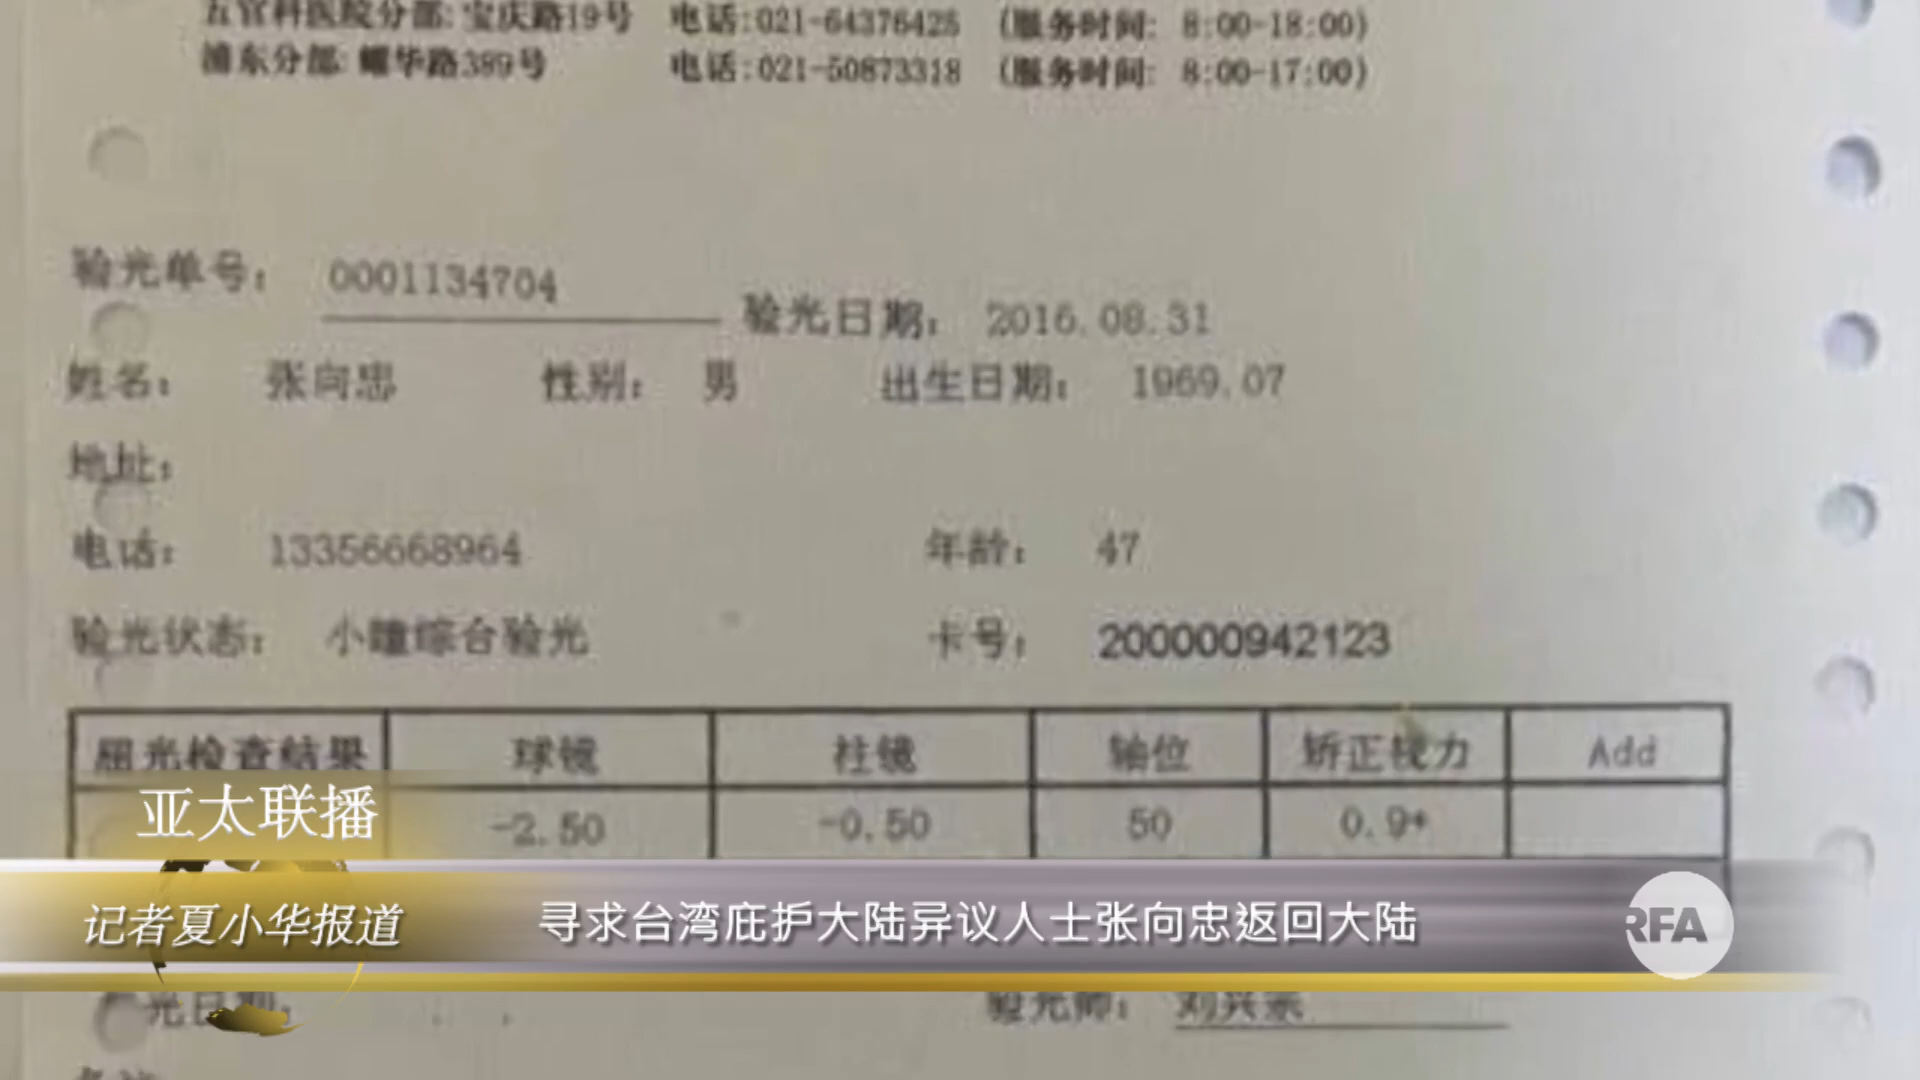 五官科医院分部: 宝庆路19号 电话:021-64376425 (服务时间: 8:00-18:00)
浦东分部: 耀华路389号 电话:021-50873318 (服务时间: 8:00-17:00)
验光单号: 0001134704 验光日期: 2016.08.31
姓名: 张向忠 性别: 男 出生日期: 1969.07
地址:
电话: 13356668964 年龄: 47
验光状态: 小瞳综合验光 卡号: 200000942123
屈光检查结果 球镜 柱镜 轴位 矫正视力 Add
-2.50 -0.50 50 0.9+
亚太联播
记者夏小华报道 寻求台湾庇护大陆异议人士张向忠返回大陆 RFA
光日期: 验光师: